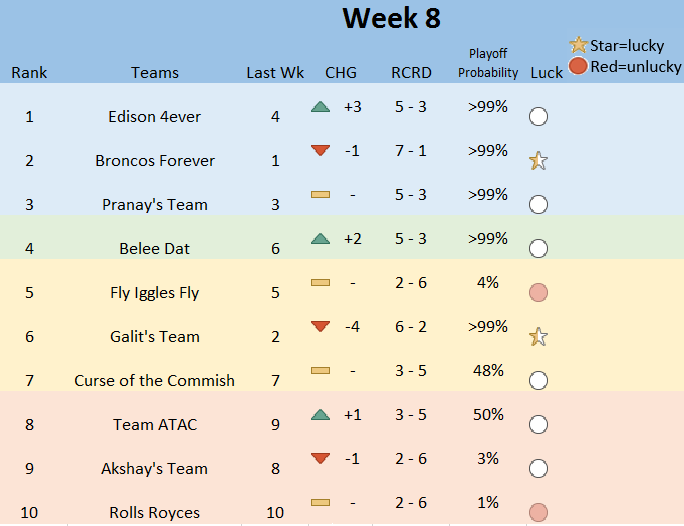 Week 8
Star=lucky
Red=unlucky
Rank Teams Last Wk CHG RCRD Playoff Probability Luck
1 Edison 4ever 4 +3 5 - 3 >99%
2 Broncos Forever 1 -1 7 - 1 >99%
3 Pranay's Team 3 - 5 - 3 >99%
4 Belee Dat 6 +2 5 - 3 >99%
5 Fly Iggles Fly 5 - 2 - 6 4%
6 Galit's Team 2 -4 6 - 2 >99%
7 Curse of the Commish 7 - 3 - 5 48%
8 Team ATAC 9 +1 3 - 5 50%
9 Akshay's Team 8 -1 2 - 6 3%
10 Rolls Royces 10 - 2 - 6 1%